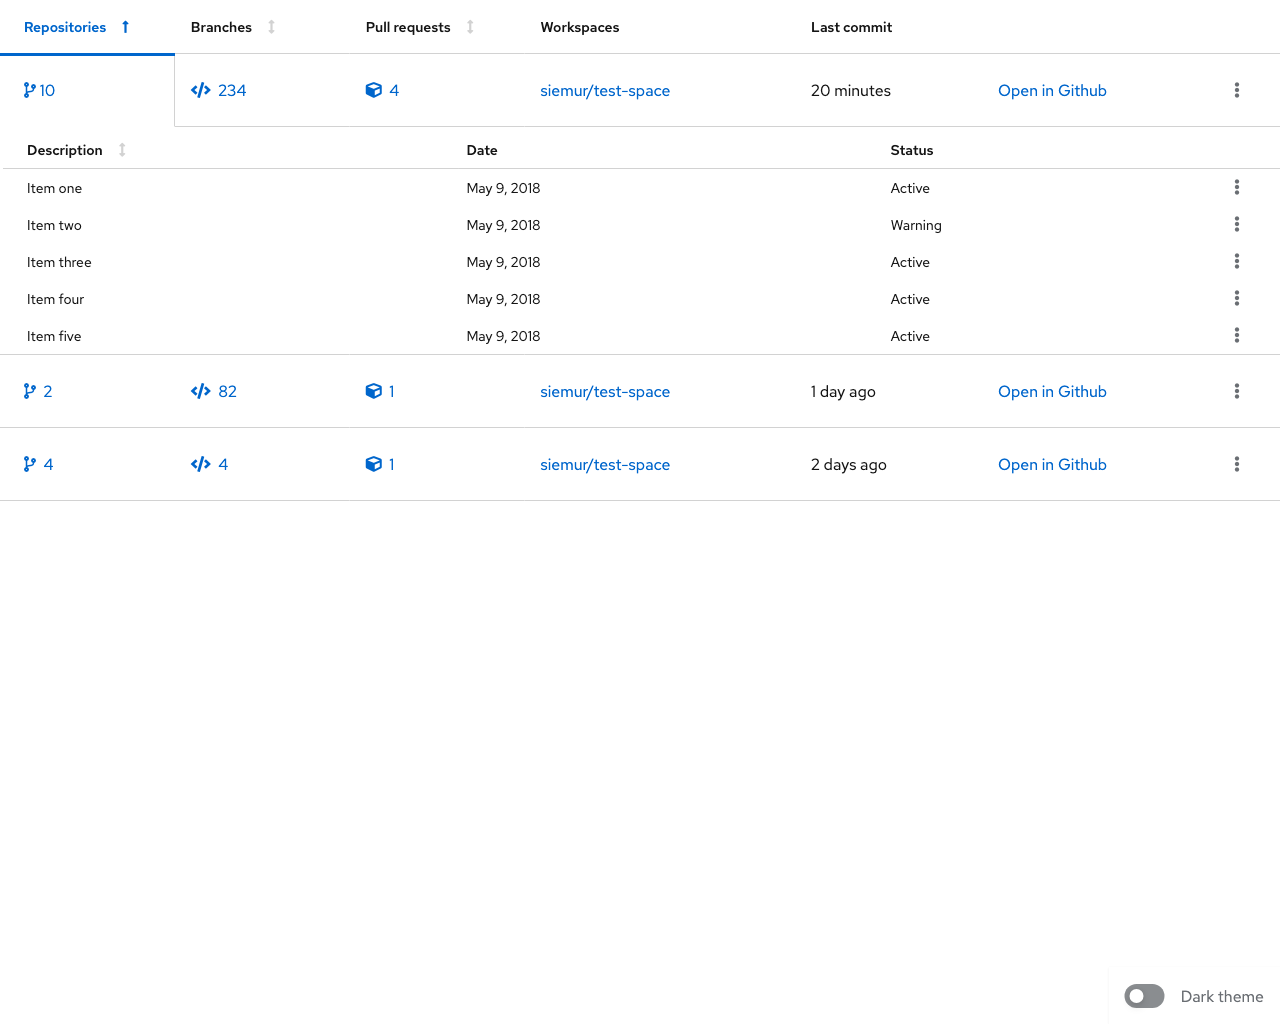 Repositories Branches Pull requests Workspaces Last commit
10 234 4 siemur/test-space 20 minutes Open in Github
Description Date Status
Item one May 9, 2018 Active
Item two May 9, 2018 Warning
Item three May 9, 2018 Active
Item four May 9, 2018 Active
Item five May 9, 2018 Active
2 82 1 siemur/test-space 1 day ago Open in Github
4 4 1 siemur/test-space 2 days ago Open in Github
Dark theme